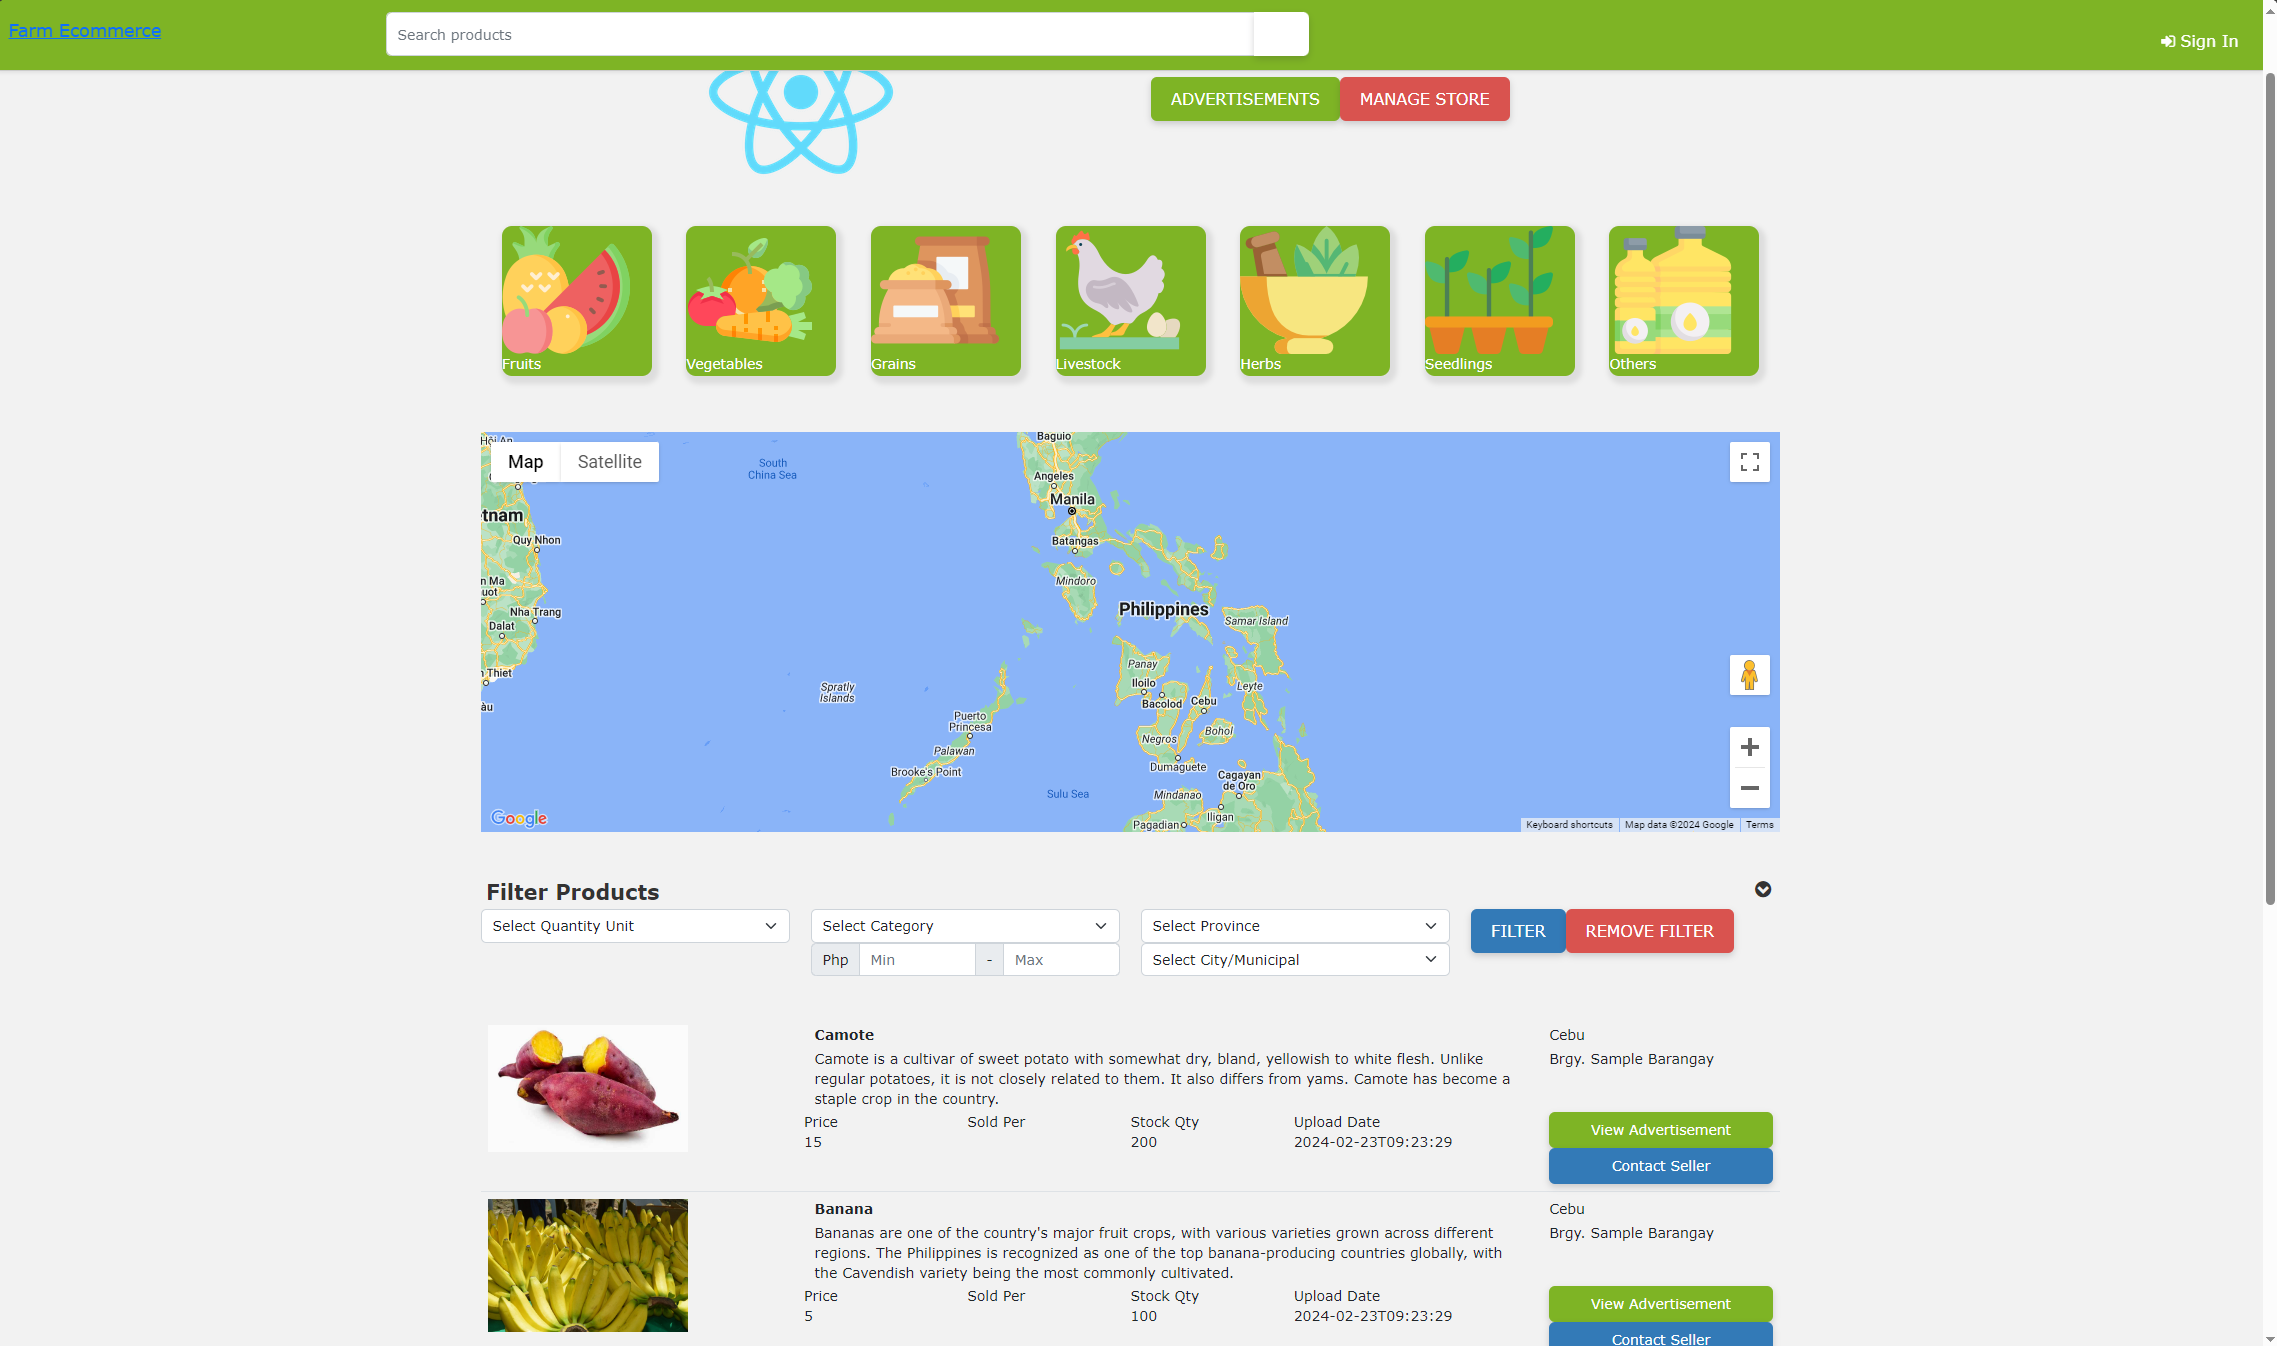 Farm Ecommerce
Search products
Sign In
ADVERTISEMENTS
MANAGE STORE
Fruits
Vegetables
Grains
Livestock
Herbs
Seedlings
Others
Map
Satellite
South
China Sea
Baguio
Angeles
Manila
Batangas
Mindoro
Philippines
Samar Island
Quy Nhon
Nha Trang
Dalat
Thiet
Spratly
Islands
Panay
Iloilo
Bacolod
Cebu
Leyte
Puerto
Princesa
Palawan
Brooke's Point
Negros
Bohol
Dumaguete
Cagayan
de Oro
Sulu Sea
Mindanao
Iligan
Pagadian
Google
Keyboard shortcuts
Map data ©2024 Google
Terms
Filter Products
Select Quantity Unit
Select Category
Select Province
FILTER
REMOVE FILTER
Php
Min
-
Max
Select City/Municipal
Camote
Cebu
Camote is a cultivar of sweet potato with somewhat dry, bland, yellowish to white flesh. Unlike
regular potatoes, it is not closely related to them. It also differs from yams. Camote has become a
staple crop in the country.
Brgy. Sample Barangay
Price
Sold Per
Stock Qty
Upload Date
15
200
2024-02-23T09:23:29
View Advertisement
Contact Seller
Banana
Cebu
Bananas are one of the country's major fruit crops, with various varieties grown across different
regions. The Philippines is recognized as one of the top banana-producing countries globally, with
the Cavendish variety being the most commonly cultivated.
Brgy. Sample Barangay
Price
Sold Per
Stock Qty
Upload Date
5
100
2024-02-23T09:23:29
View Advertisement
Contact Seller